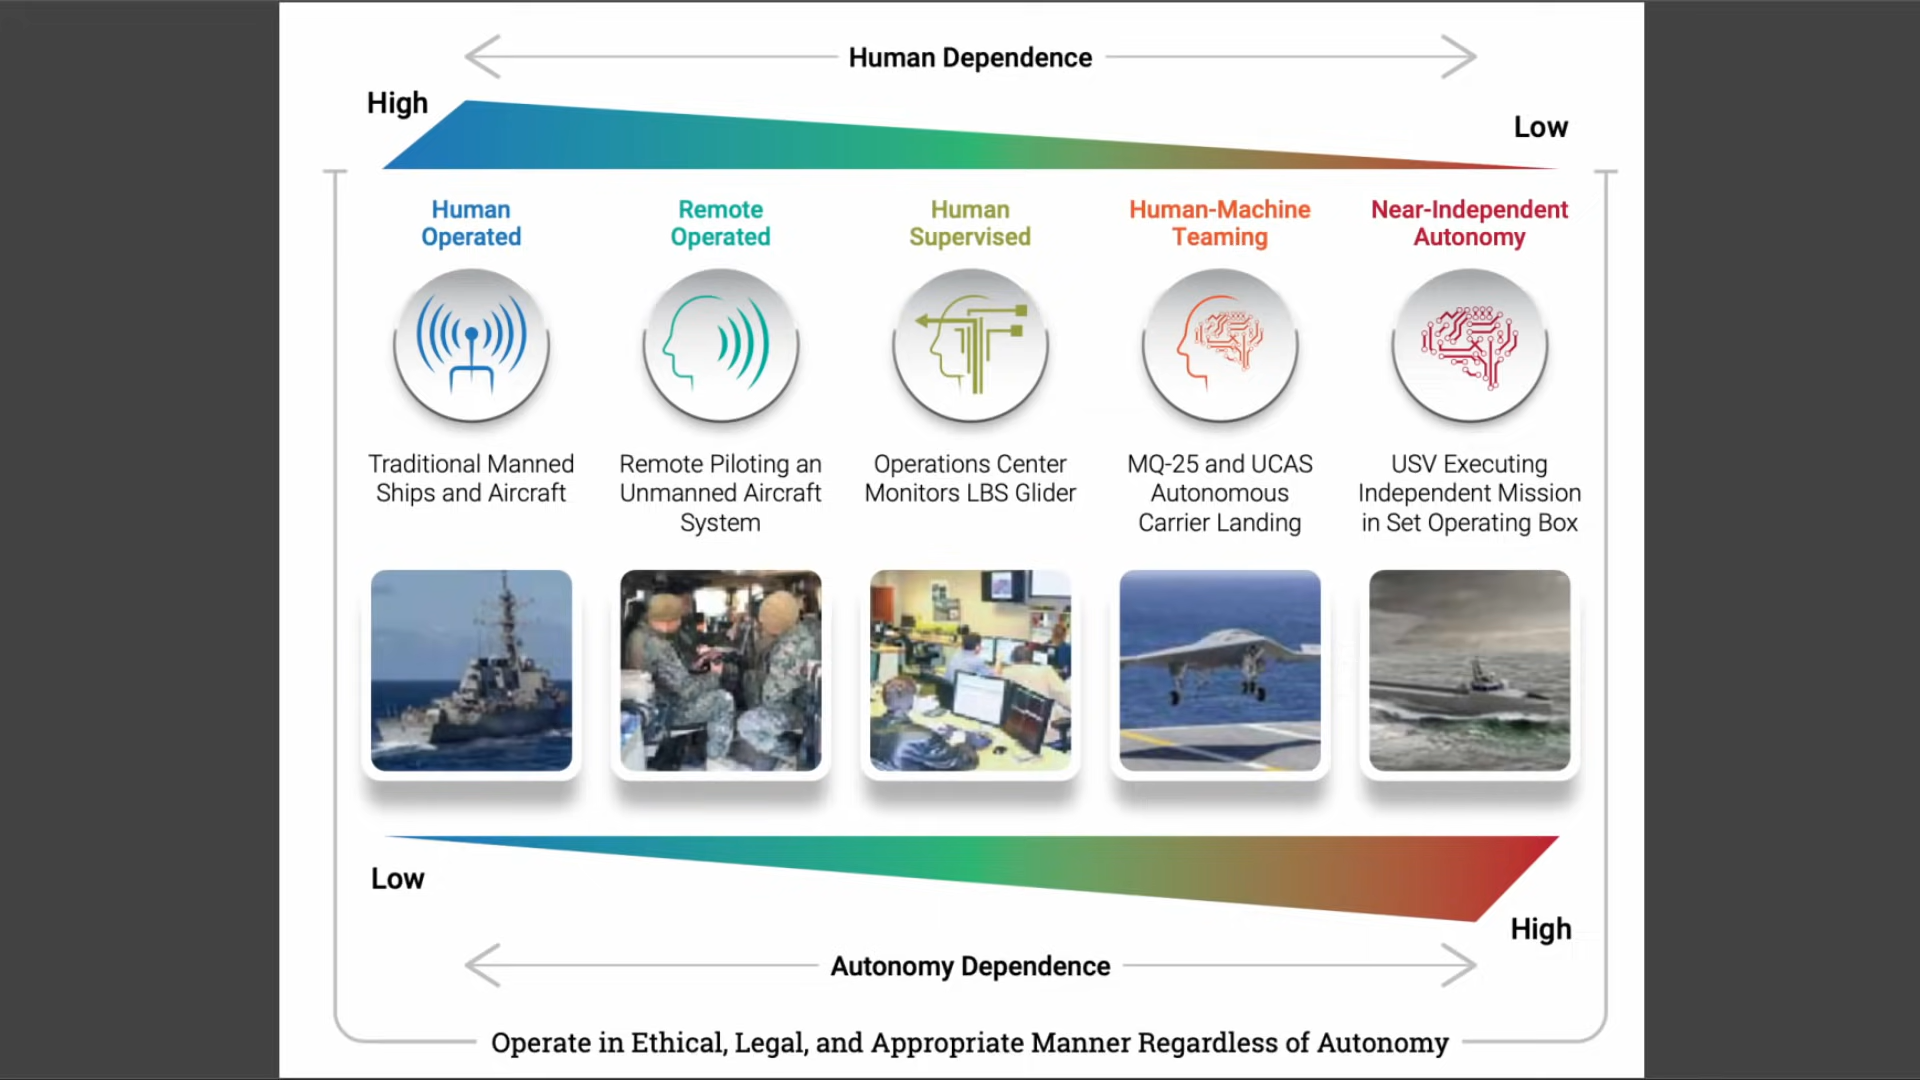 Human Dependence
High
Low
Human
Operated
Remote
Operated
Human
Supervised
Human-Machine
Teaming
Near-Independent
Autonomy
Traditional Manned
Ships and Aircraft
Remote Piloting an
Unmanned Aircraft
System
Operations Center
Monitors LBS Glider
MQ-25 and UCAS
Autonomous
Carrier Landing
USV Executing
Independent Mission
in Set Operating Box
Low
High
Autonomy Dependence
Operate in Ethical, Legal, and Appropriate Manner Regardless of Autonomy